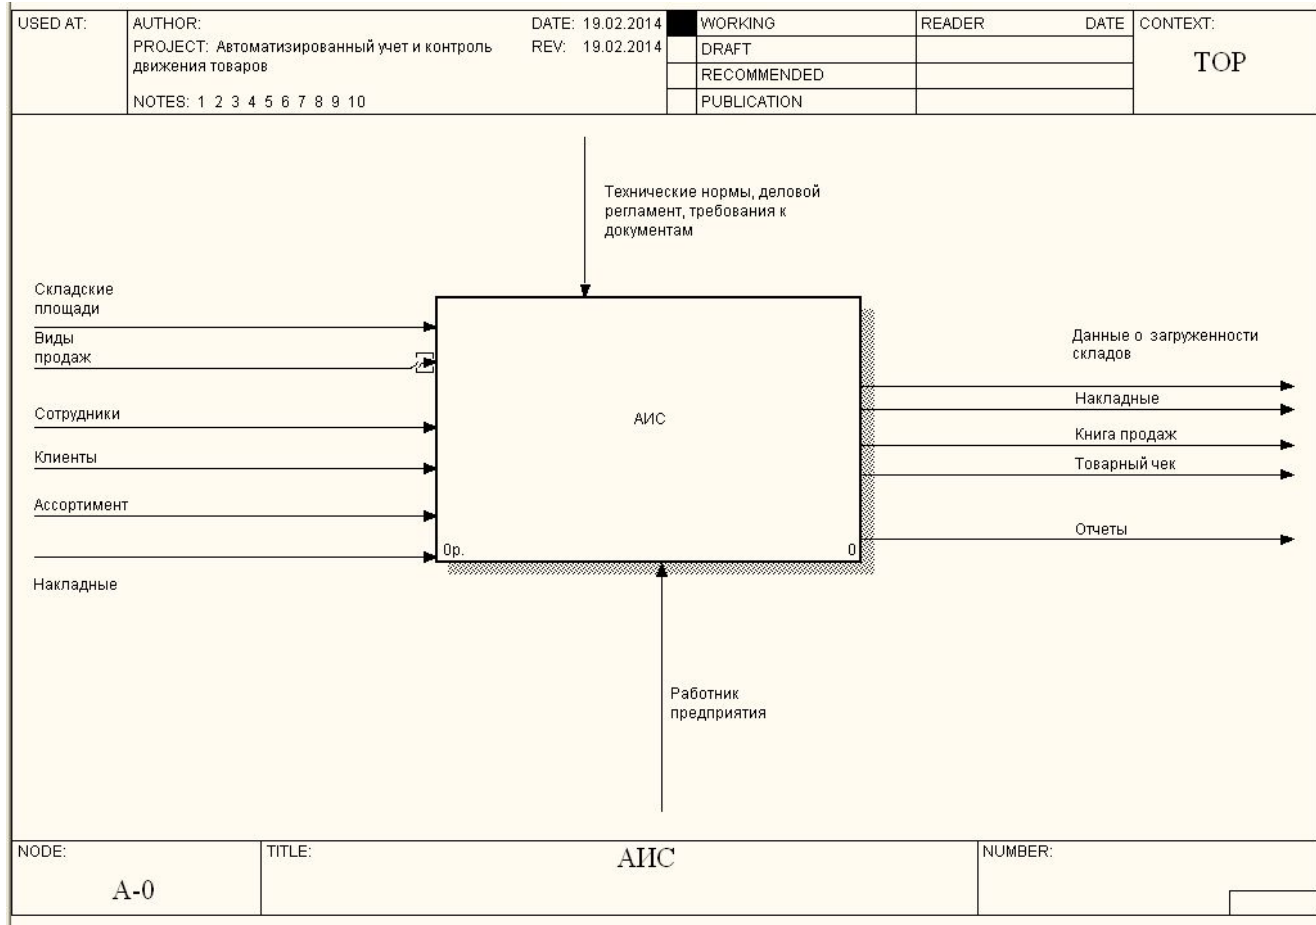 USED AT:
AUTHOR:
DATE: 19.02.2014
PROJECT: Автоматизированный учет и контроль
движения товаров
REV: 19.02.2014
NOTES: 1 2 3 4 5 6 7 8 9 10
WORKING
DRAFT
RECOMMENDED
PUBLICATION
READER
DATE
CONTEXT:
TOP
Технические нормы, деловой
регламент, требования к
документам
Складские
площади
Виды
продаж
Сотрудники
Клиенты
Ассортимент
Накладные
АИС
0р.
0
Данные о загруженности
складов
Накладные
Книга продаж
Товарный чек
Отчеты
Работник
предприятия
NODE:
A-0
TITLE:
АИС
NUMBER: